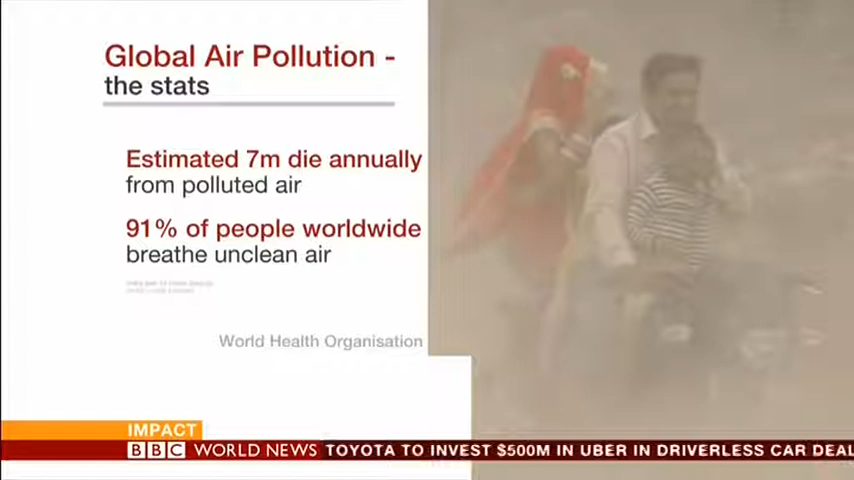 Global Air Pollution -
the stats
Estimated 7m die annually
from polluted air
91% of people worldwide
breathe unclean air
World Health Organisation
IMPACT
BBC WORLD NEWS TOYOTA TO INVEST $500M IN UBER IN DRIVERLESS CAR DEAL